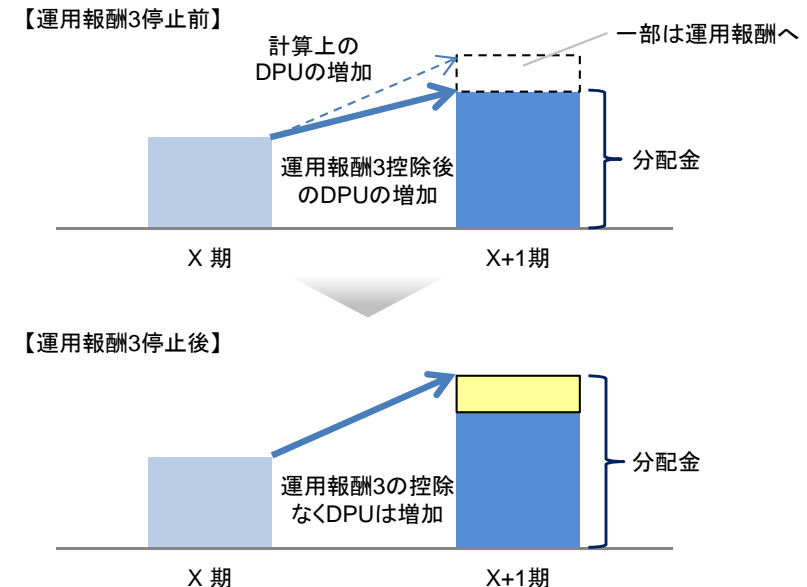 【運用報酬3停止前】
計算上の
DPUの増加
一部は運用報酬へ
運用報酬3控除後
のDPUの増加
分配金
X 期
X+1期
【運用報酬3停止後】
運用報酬3の控除
なくDPUは増加
分配金
X 期
X+1期